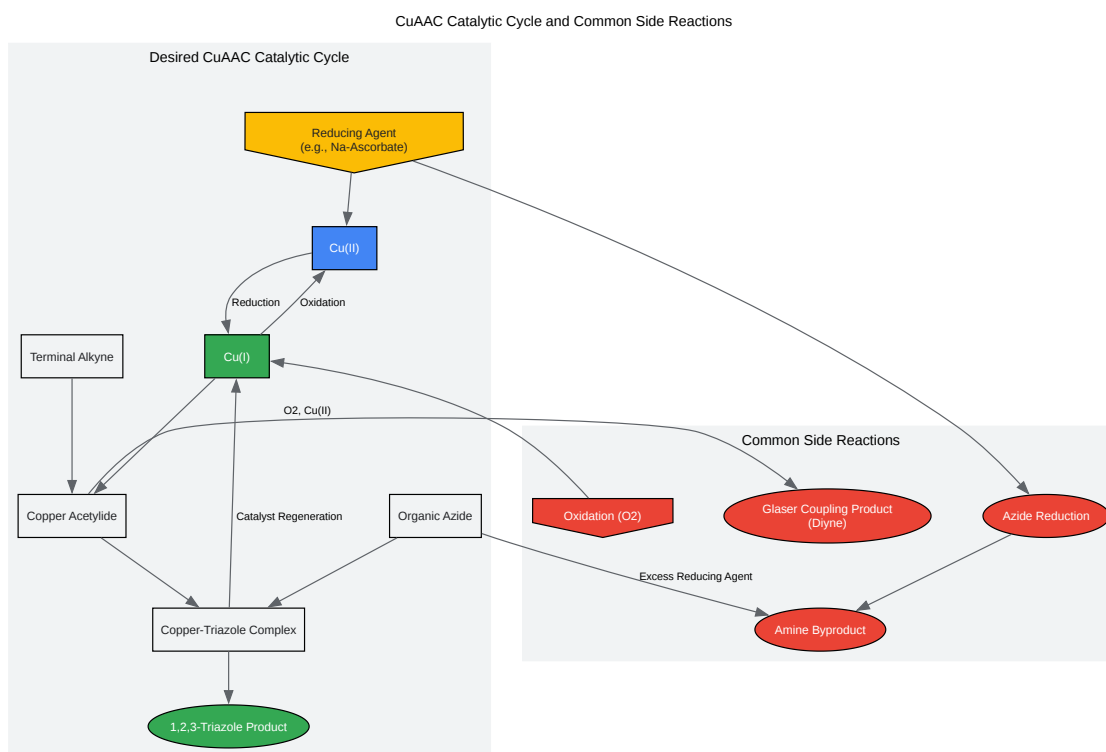 CuAAC Catalytic Cycle and Common Side Reactions
Desired CuAAC Catalytic Cycle
Reducing Agent
(e.g., Na-Ascorbate)
Cu(II)
Reduction
Oxidation
Terminal Alkyne
Cu(I)
O2, Cu(II)
Common Side Reactions
Copper Acetylide
Catalyst Regeneration
Organic Azide
Oxidation (O2)
Glaser Coupling Product
(Diyne)
Azide Reduction
Excess Reducing Agent
Copper-Triazole Complex
Amine Byproduct
1,2,3-Triazole Product